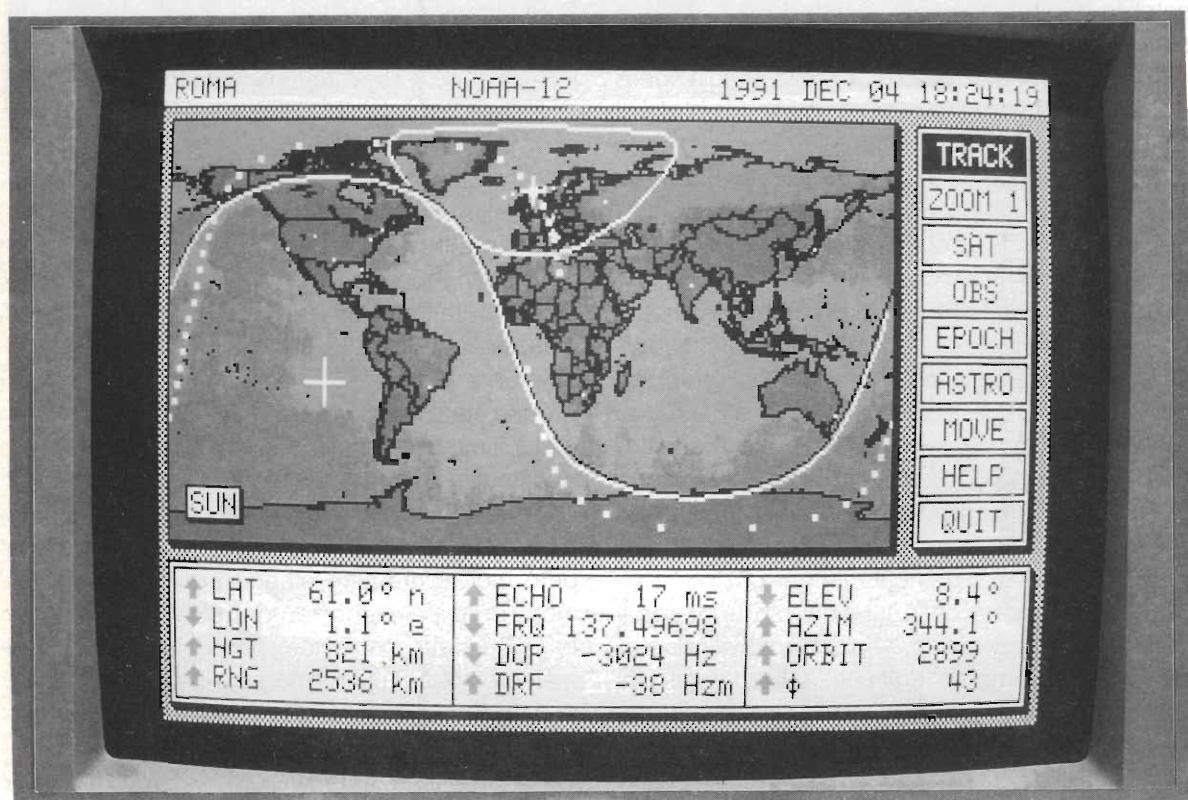 ROMA NOAA-12 1991 DEC 04 18:24:19
TRACK
ZOOM 1
SAT
OBS
EPOCH
ASTRO
MOVE
HELP
QUIT
SUN
↑ LAT 61.0° n
↓ LON 1.1° e
↑ HGT 821 km
↑ RNG 2536 km
↑ ECHO 17 ms
↓ FRQ 137.49698
↓ DOP -3024 Hz
↑ DRF -38 Hzm
↓ ELEV 8.4°
↑ AZIM 344.1°
↑ ORBIT 2899
↑ ϕ 43